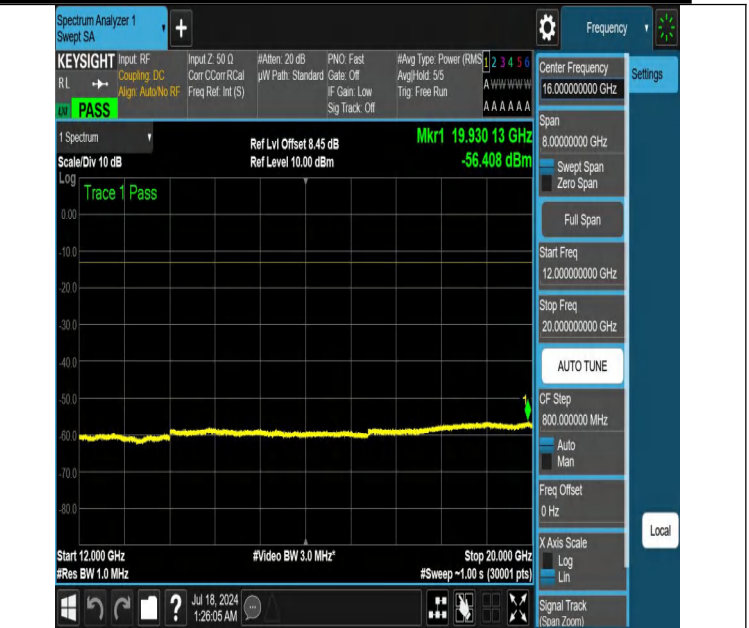 Spectrum Analyzer 1
Swept SA
Frequency
KEYSIGHT
RL
LXI
PASS
Input: RF
Coupling: DC
Align: Auto/No RF
Input Z: 50 Ω
Corr CCorr RCal
Freq Ref: Int (S)
#Atten: 20 dB
µW Path: Standard
PNO: Fast
Gate: Off
IF Gain: Low
Sig Track: Off
#Avg Type: Power (RMS
Avg|Hold: 5/5
Trig: Free Run
1 2 3 4 5 6
A W W W W W
A A A A A A
Center Frequency
16.000000000 GHz
Settings
1 Spectrum
Scale/Div 10 dB
Ref Lvl Offset 8.45 dB
Ref Level 10.00 dBm
Mkr1 19.930 13 GHz
-56.408 dBm
Span
8.00000000 GHz
Swept Span
Zero Span
Full Span
Start Freq
12.000000000 GHz
Stop Freq
20.000000000 GHz
AUTO TUNE
CF Step
800.000000 MHz
Auto
Man
Freq Offset
0 Hz
X Axis Scale
Log
Lin
Signal Track
(Span Zoom)
Local
Log
Trace 1 Pass
0.00
-10.0
-20.0
-30.0
-40.0
-50.0
-60.0
-70.0
-80.0
1
Start 12.000 GHz
#Res BW 1.0 MHz
#Video BW 3.0 MHz*
Stop 20.000 GHz
#Sweep ~1.00 s (30001 pts)
Jul 18, 2024
1:26:05 AM